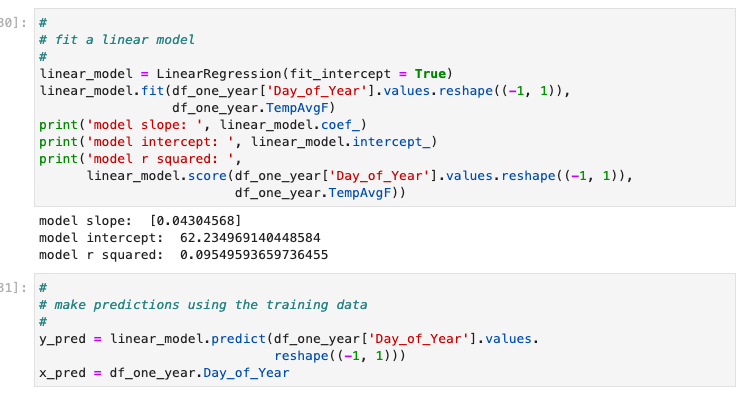 30]: #
# fit a linear model
#
linear_model = LinearRegression(fit_intercept = True)
linear_model.fit(df_one_year['Day_of_Year'].values.reshape((-1, 1)),
df_one_year.TempAvgF)
print('model slope: ', linear_model.coef_)
print('model intercept: ', linear_model.intercept_)
print('model r squared: ',
linear_model.score(df_one_year['Day_of_Year'].values.reshape((-1, 1)),
df_one_year.TempAvgF))
model slope:  [0.04304568]
model intercept:  62.234969140448584
model r squared:  0.09549593659736455
31]: #
# make predictions using the training data
#
y_pred = linear_model.predict(df_one_year['Day_of_Year'].values.
reshape((-1, 1)))
x_pred = df_one_year.Day_of_Year